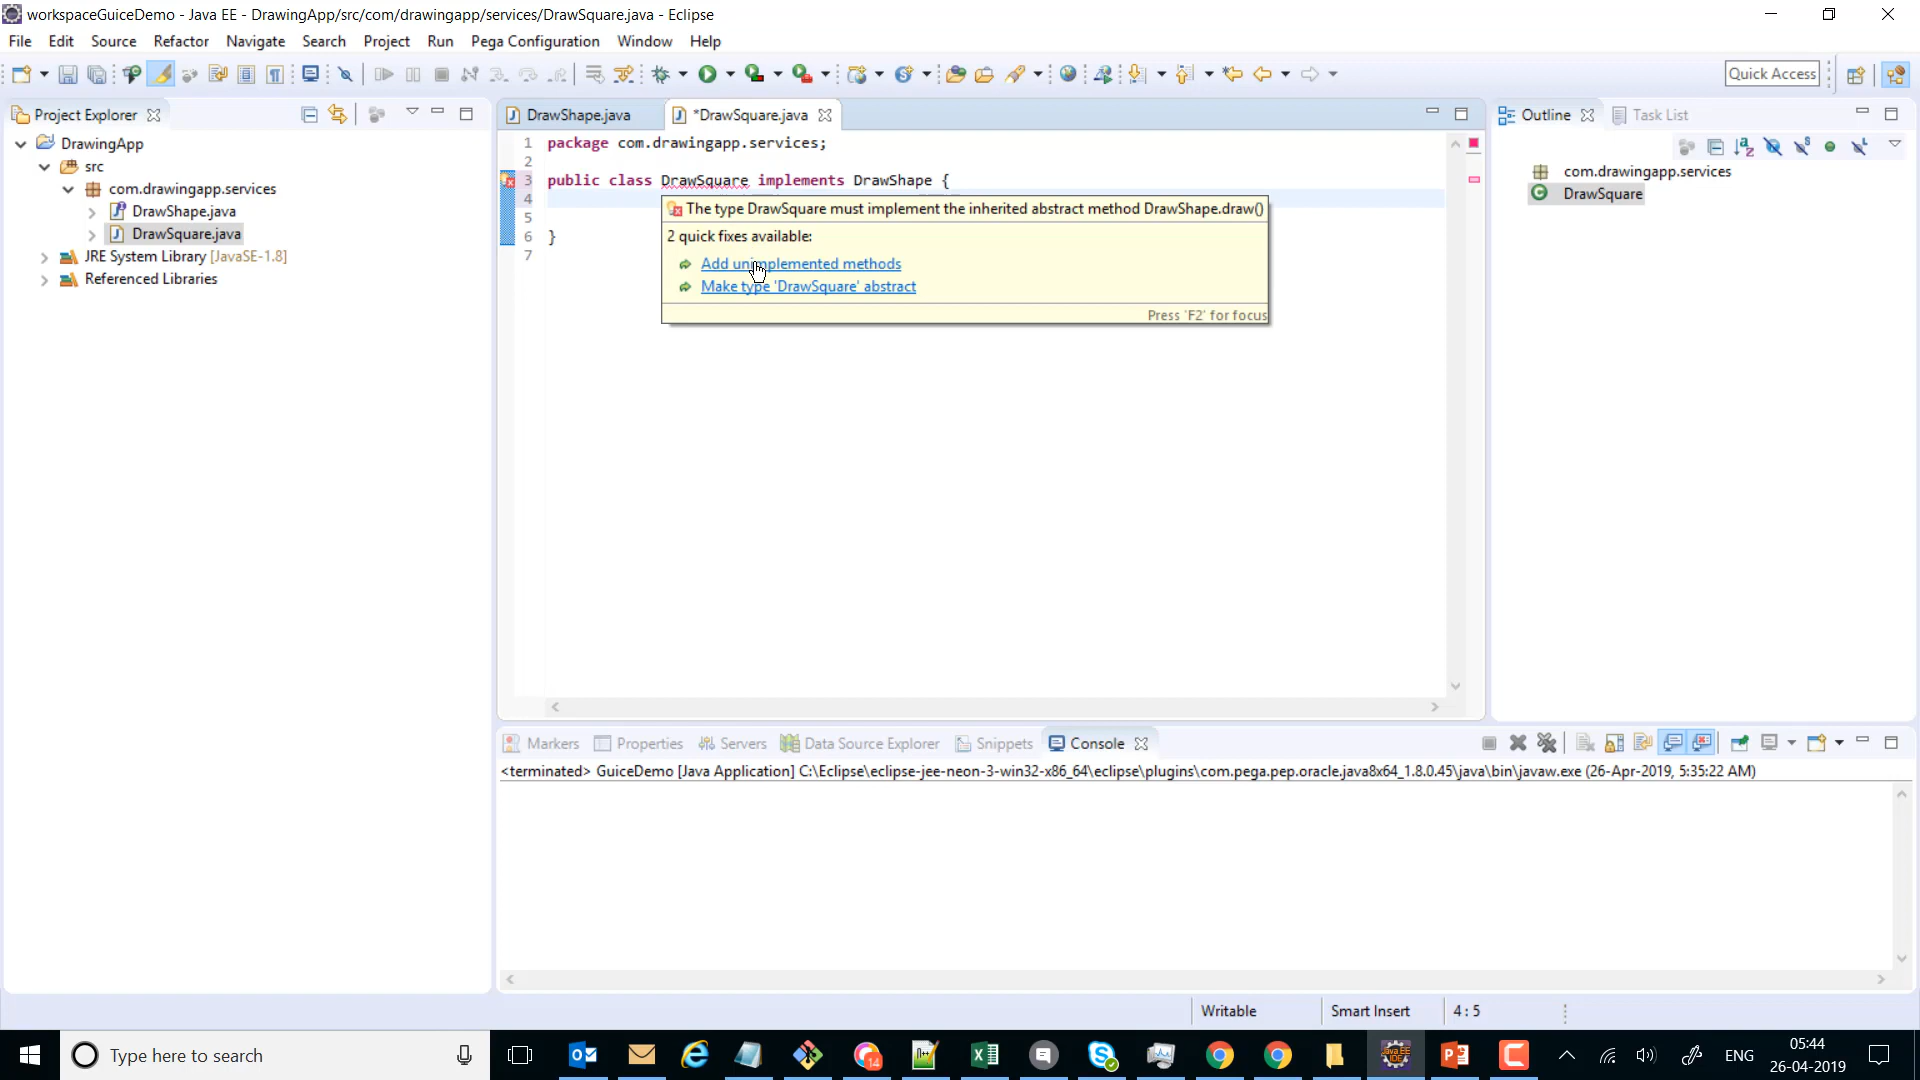 workspaceGuiceDemo - Java EE - DrawingApp/src/com/drawingapp/services/DrawSquare.java - Eclipse
File Edit Source Refactor Navigate Search Project Run Pega Configuration Window Help
Quick Access
Project Explorer
DrawingApp
src
com.drawingapp.services
DrawShape.java
DrawSquare.java
JRE System Library [JavaSE-1.8]
Referenced Libraries
DrawShape.java *DrawSquare.java
1 package com.drawingapp.services;
2
3 public class DrawSquare implements DrawShape {
4
5
6 }
7
The type DrawSquare must implement the inherited abstract method DrawShape.draw()
2 quick fixes available:
Add unimplemented methods
Make type 'DrawSquare' abstract
Press 'F2' for focus
Outline Task List
com.drawingapp.services
DrawSquare
Markers Properties Servers Data Source Explorer Snippets Console
<terminated> GuiceDemo [Java Application] C:\Eclipse\eclipse-jee-neon-3-win32-x86_64\eclipse\plugins\com.pega.pep.oracle.java8x64_1.8.0.45\java\bin\javaw.exe (26-Apr-2019, 5:35:22 AM)
Writable Smart Insert 4 : 5
Type here to search
14
Java EE
IDE
ENG
05:44
26-04-2019